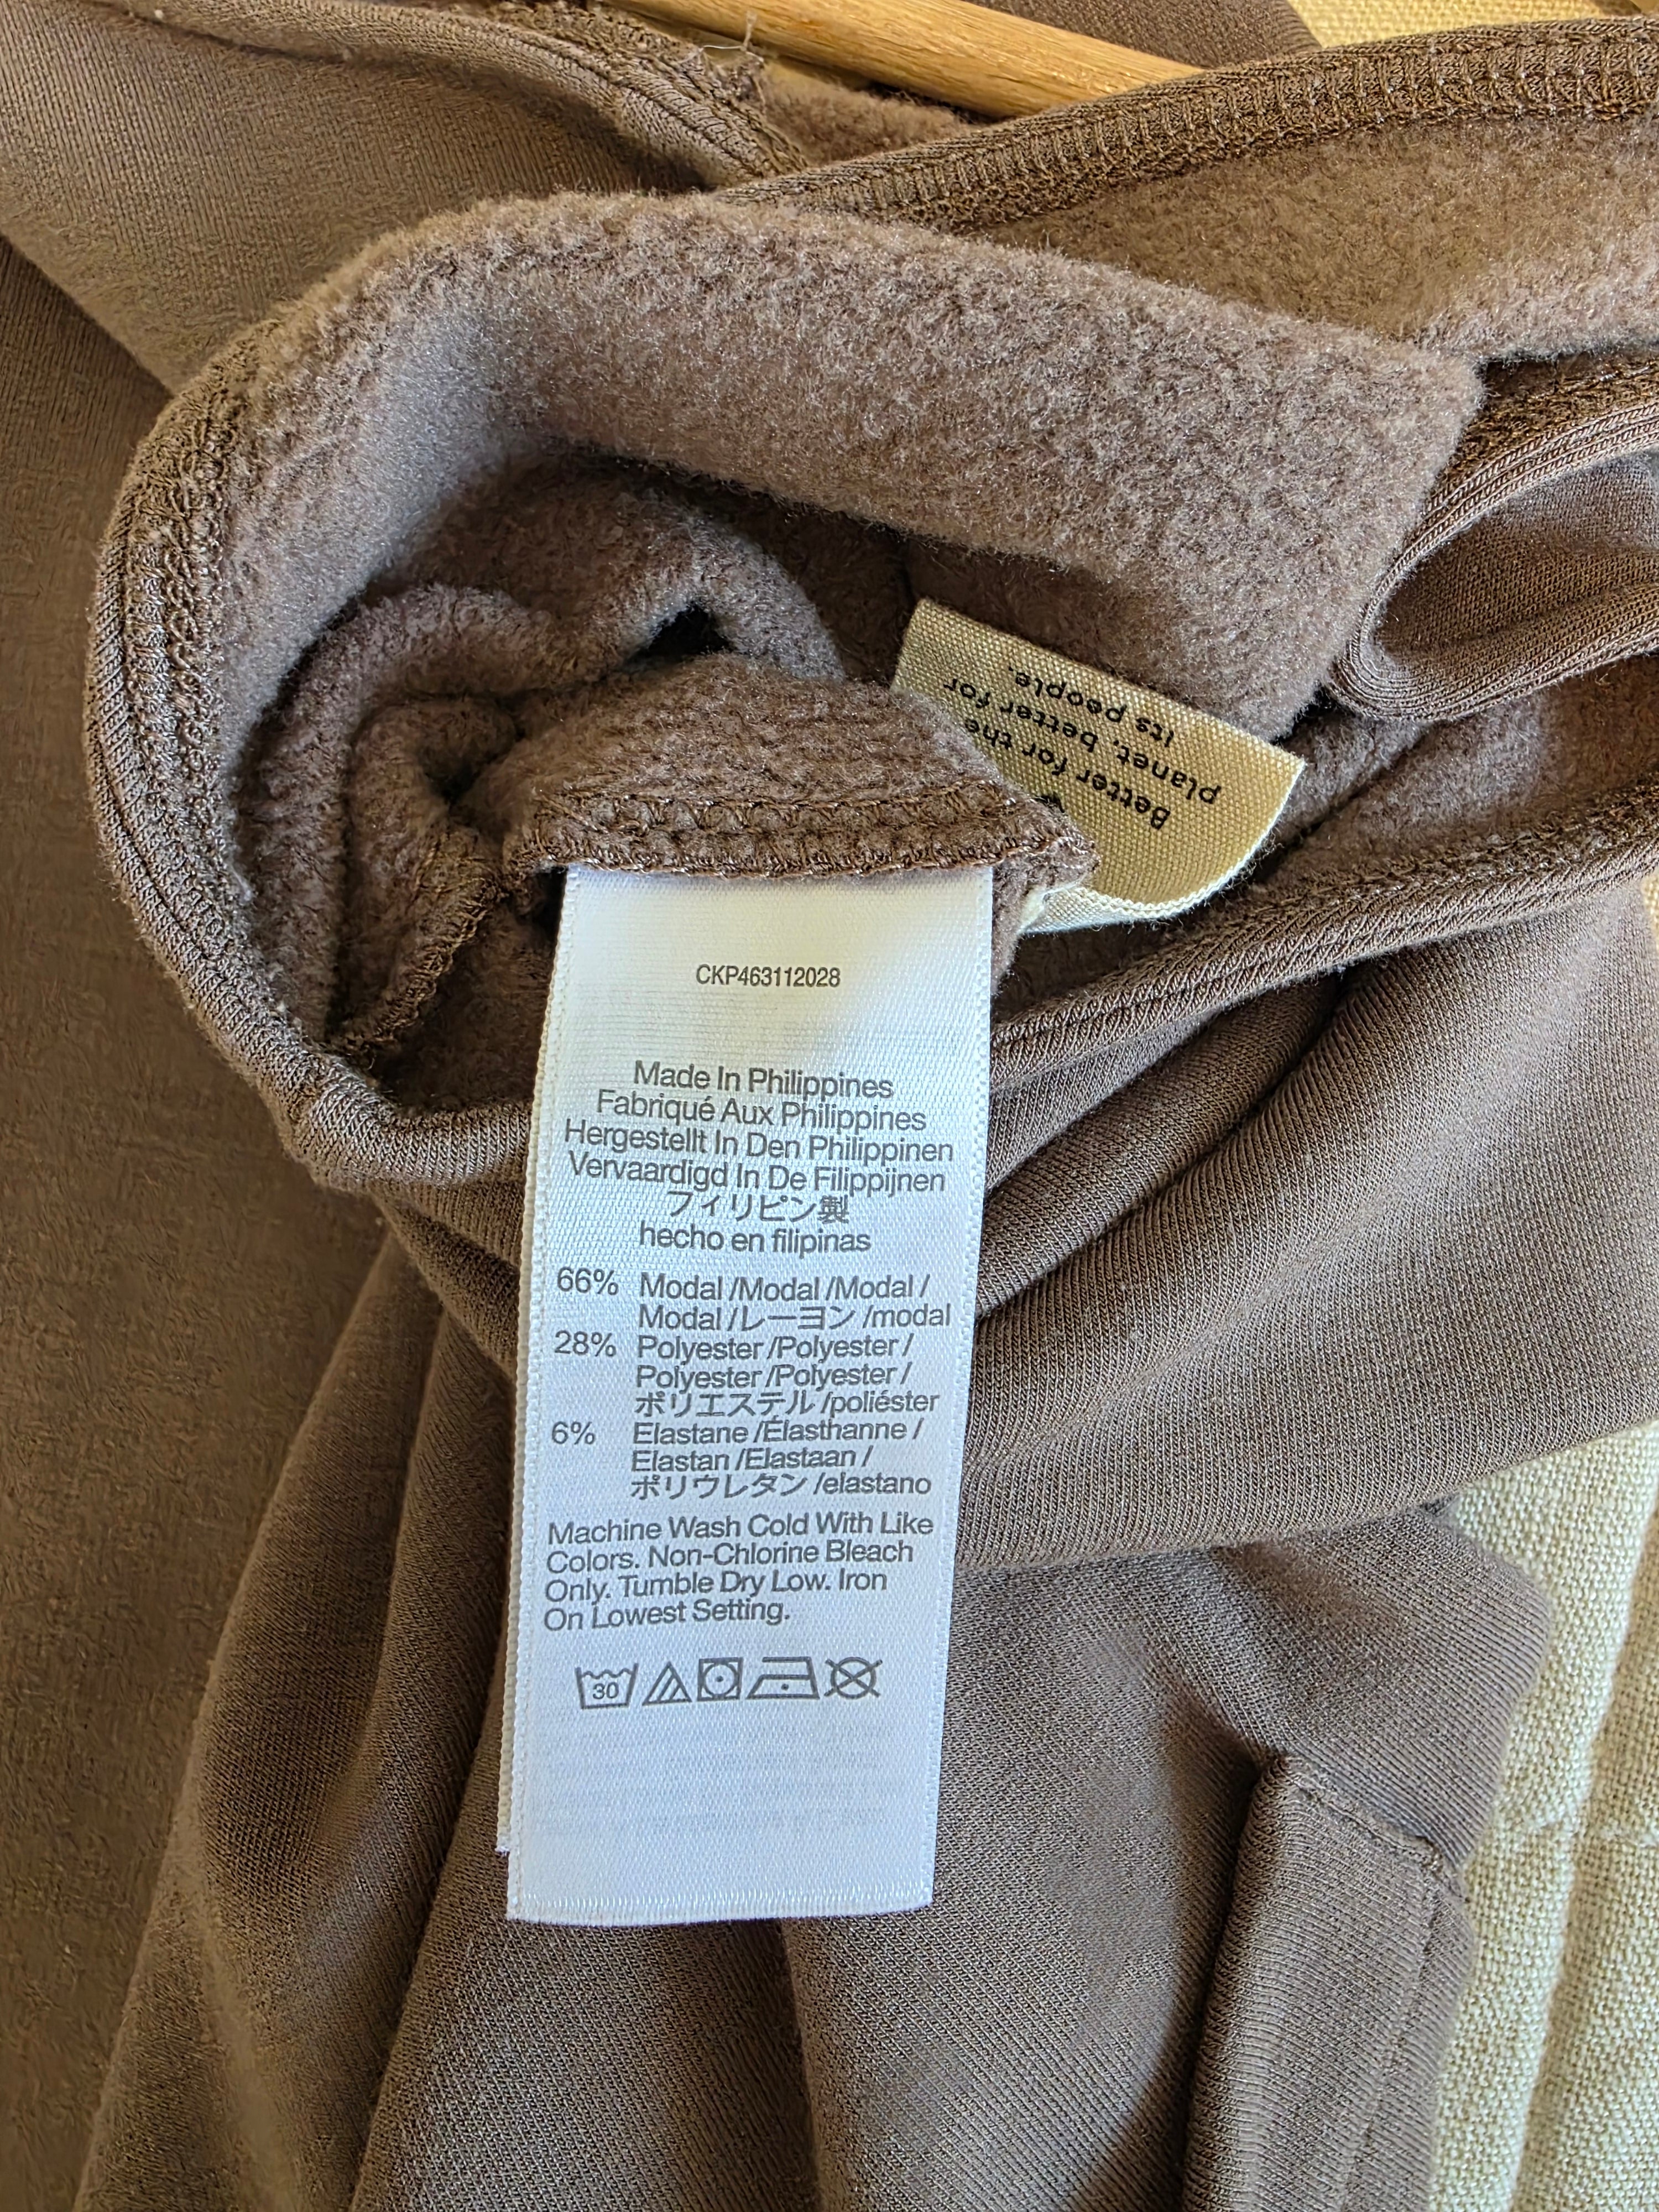 Better for the
planet, better for
its people.
CKP463112028
Made In Philippines
Fabriqué Aux Philippines
Hergestellt In Den Philippinen
Vervaardigd In De Filippijnen
フィリピン製
hecho en filipinas
66% Modal /Modal /Modal /
Modal /レーヨン /modal
28% Polyester /Polyester /
Polyester /Polyester /
ポリエステル /poliéster
6% Elastane /Élasthanne /
Elastan /Elastaan /
ポリウレタン /elastano
Machine Wash Cold With Like
Colors. Non-Chlorine Bleach
Only. Tumble Dry Low. Iron
On Lowest Setting.
30